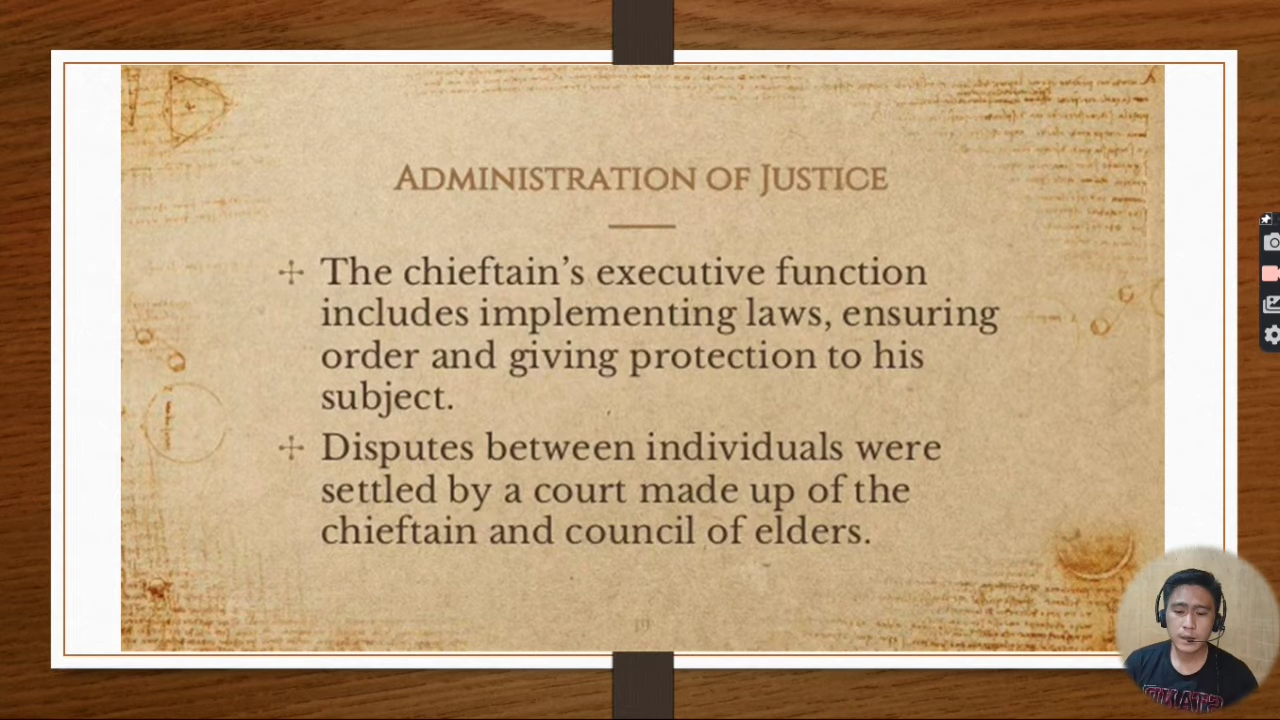 Administration of Justice
The chieftain's executive function
includes implementing laws, ensuring
order and giving protection to his
subject.
Disputes between individuals were
settled by a court made up of the
chieftain and council of elders.